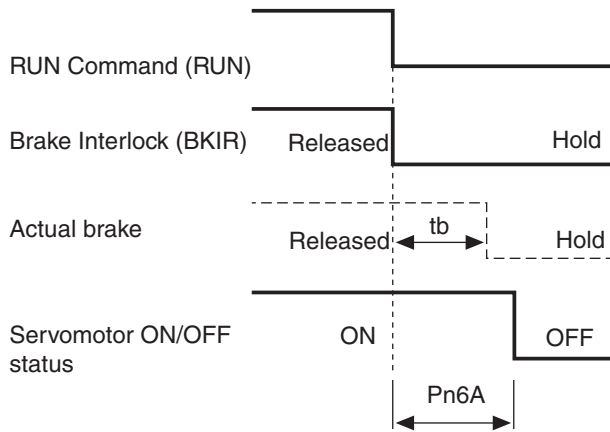 RUN Command (RUN)
Brake Interlock (BKIR)
Released
Hold
Actual brake
Released
tb
Hold
Servomotor ON/OFF
status
ON
OFF
Pn6A